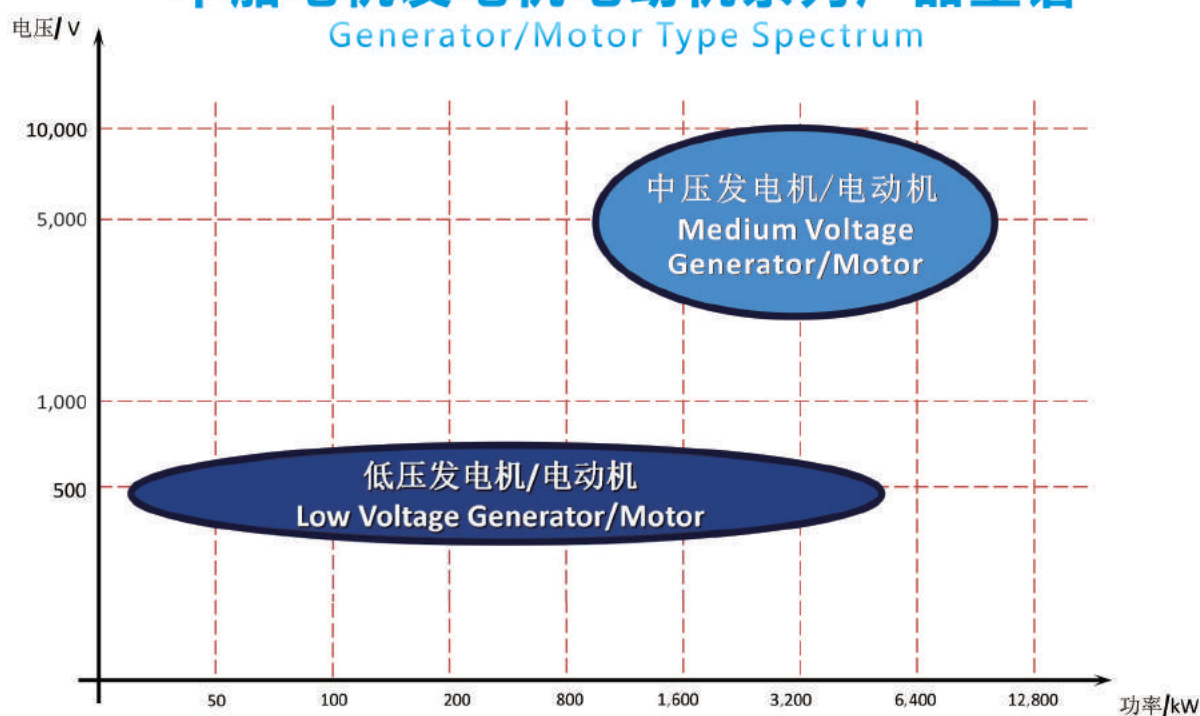 Generator/Motor Type Spectrum
电压/ V
10,000
5,000
1,000
500
中压发电机/电动机
Medium Voltage
Generator/Motor
低压发电机/电动机
Low Voltage Generator/Motor
50
100
200
800
1,600
3,200
6,400
12,800
功率/kW